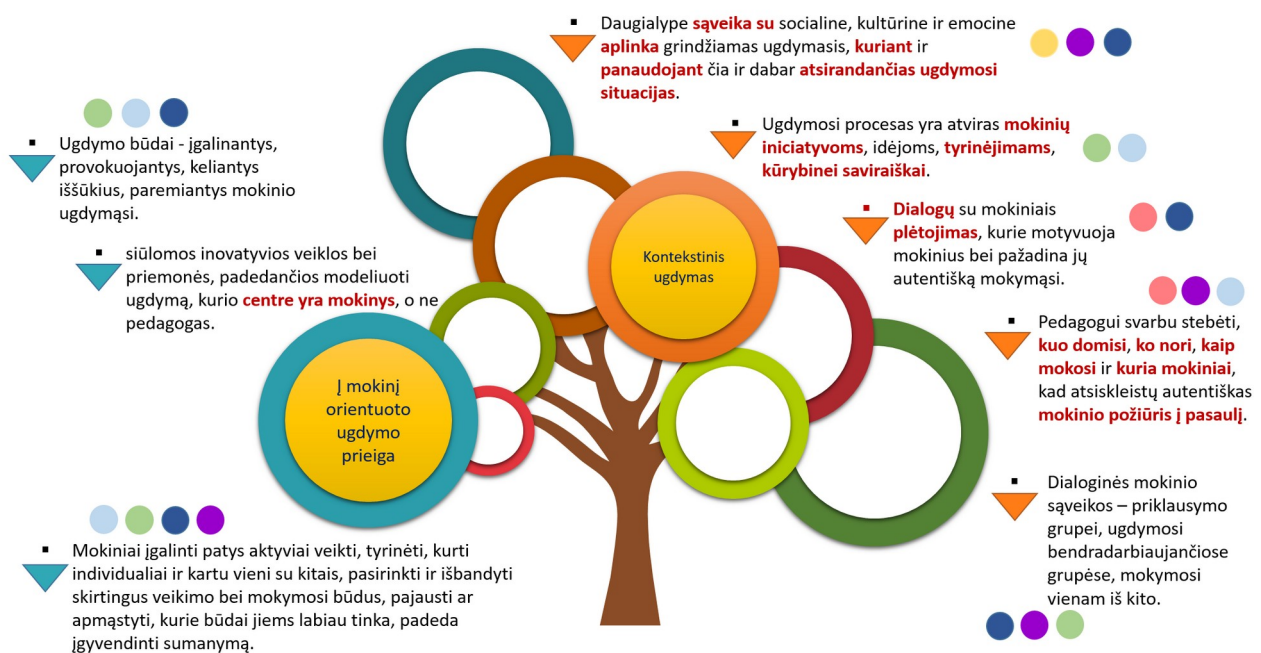 ▪ Daugialype sąveika su socialine, kultūrine ir emocine
aplinka grindžiamas ugdymasis, kuriant ir
panaudojant čia ir dabar atsirandančias ugdymosi
situacijas.
▪ Ugdymo būdai - įgalinantys,
provokuojantys, keliantys
iššūkius, paremiantys mokinio
ugdymąsi.
▪ siūlomos inovatyvios veiklos bei
priemonės, padedančios modeliuoti
ugdymą, kurio centre yra mokinys, o ne
pedagogas.
▪ Ugdymosi procesas yra atviras mokinių
iniciatyvoms, idėjoms, tyrinėjimams,
kūrybinei saviraiškai.
▪ Dialogų su mokiniais
plėtojimas, kurie motyvuoja
mokinius bei pažadina jų
autentišką mokymąsi.
Kontekstinis
ugdymas
▪ Pedagogui svarbu stebėti,
kuo domisi, ko nori, kaip
mokosi ir kuria mokiniai,
kad atsiskleistų autentiškas
mokinio požiūris į pasaulį.
Į mokinį
orientuoto
ugdymo
prieiga
▪ Dialoginės mokinio
sąveikos – priklausymo
grupei, ugdymosi
bendradarbiaujančiose
grupėse, mokymosi
vienam iš kito.
▪ Mokiniai įgalinti patys aktyviai veikti, tyrinėti, kurti
individualiai ir kartu vieni su kitais, pasirinkti ir išbandyti
skirtingus veikimo bei mokymosi būdus, pajausti ar
apmąstyti, kurie būdai jiems labiau tinka, padeda
įgyvendinti sumanymą.